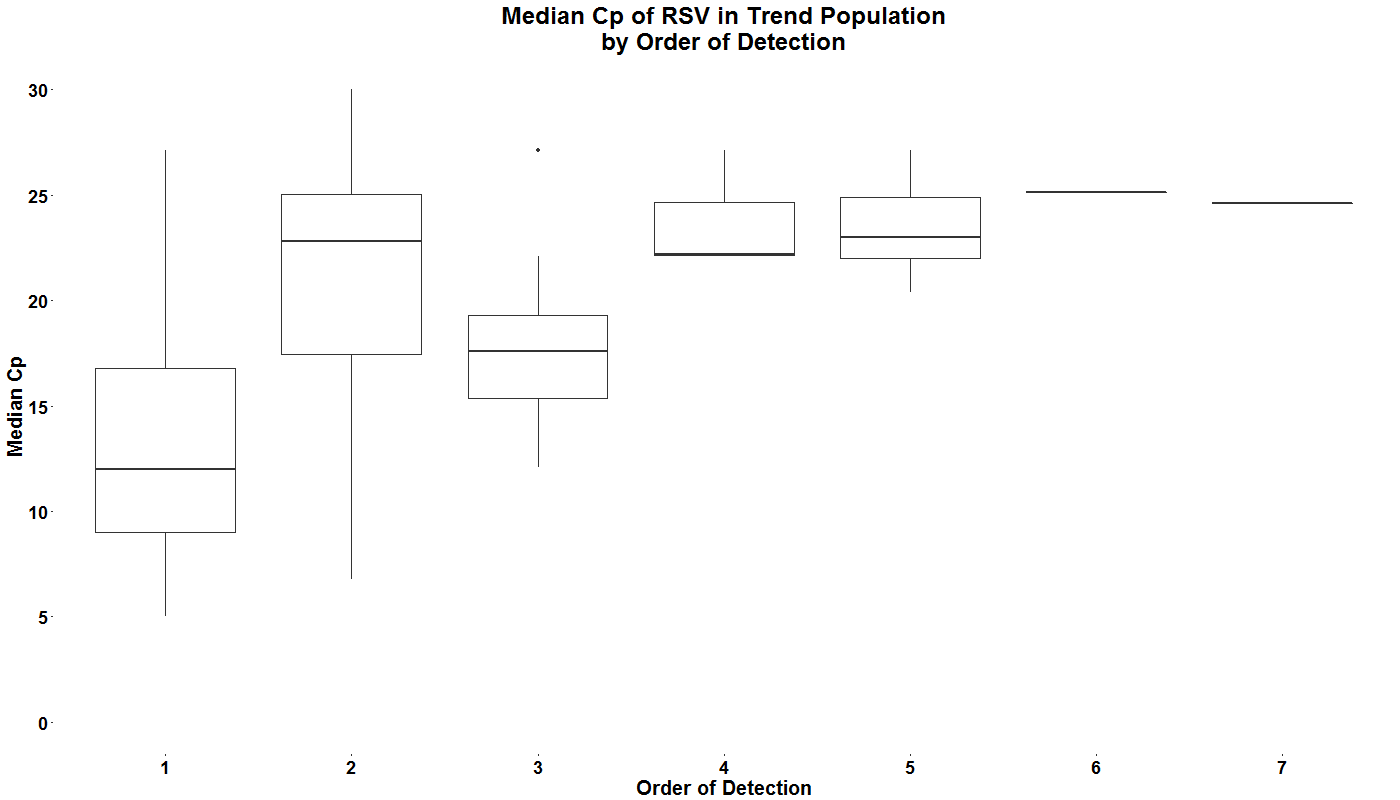 Median Cp of RSV in Trend Population
by Order of Detection
Median Cp
30
25
20
15
10
5
0
1 2 3 4 5 6 7
Order of Detection